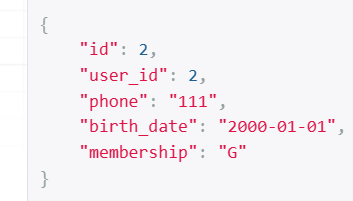 {
    "id": 2,
    "user_id": 2,
    "phone": "111",
    "birth_date": "2000-01-01",
    "membership": "G"
}